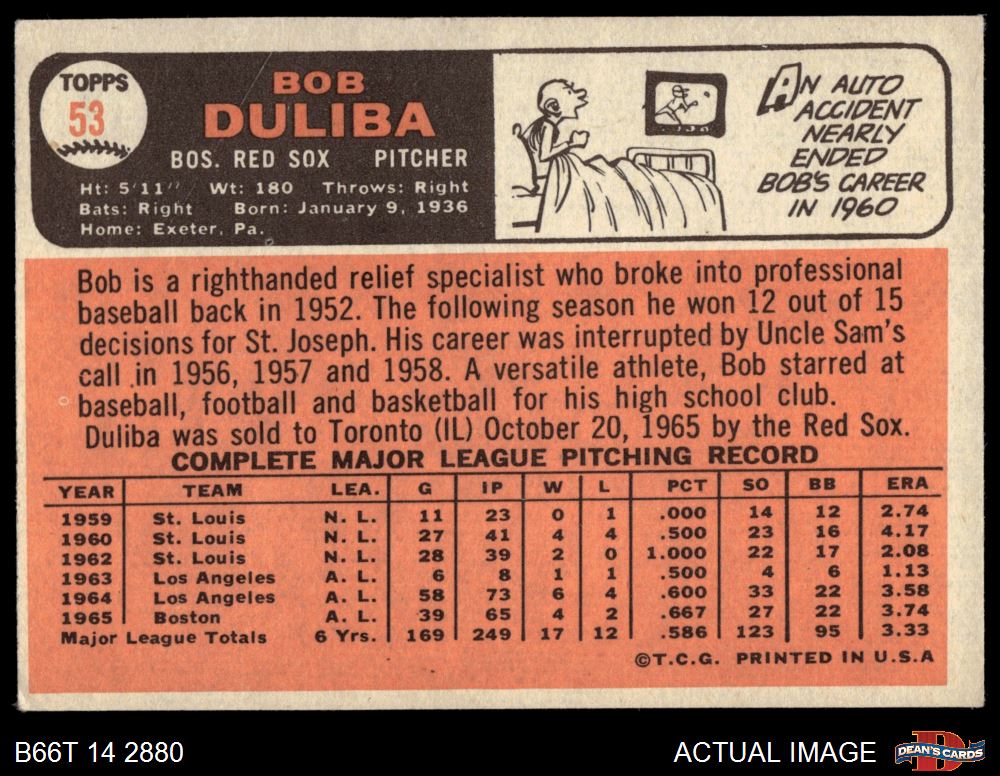 TOPPS
53
BOB
DULIBA
BOS. RED SOX PITCHER
Ht: 5'11" Wt: 180 Throws: Right
Bats: Right Born: January 9, 1936
Home: Exeter, Pa.
AN AUTO
ACCIDENT
NEARLY
ENDED
BOB'S CAREER
IN 1960
Bob is a righthanded relief specialist who broke into professional
baseball back in 1952. The following season he won 12 out of 15
decisions for St. Joseph. His career was interrupted by Uncle Sam's
call in 1956, 1957 and 1958. A versatile athlete, Bob starred at
baseball, football and basketball for his high school club.
Duliba was sold to Toronto (IL) October 20, 1965 by the Red Sox.
COMPLETE MAJOR LEAGUE PITCHING RECORD
YEAR TEAM LEA. G IP W L PCT SO BB ERA
1959 St. Louis N. L. 11 23 0 1 .000 14 12 2.74
1960 St. Louis N. L. 27 41 4 4 .500 23 16 4.17
1962 St. Louis N. L. 28 39 2 0 1.000 22 17 2.08
1963 Los Angeles A. L. 6 8 1 1 .500 4 6 1.13
1964 Los Angeles A. L. 58 73 6 4 .600 33 22 3.58
1965 Boston A. L. 39 65 4 2 .667 27 22 3.74
Major League Totals 6 Yrs. 169 249 17 12 .586 123 95 3.33
©T.C.G. PRINTED IN U.S.A
B66T 14 2880
ACTUAL IMAGE
DEAN'S CARDS